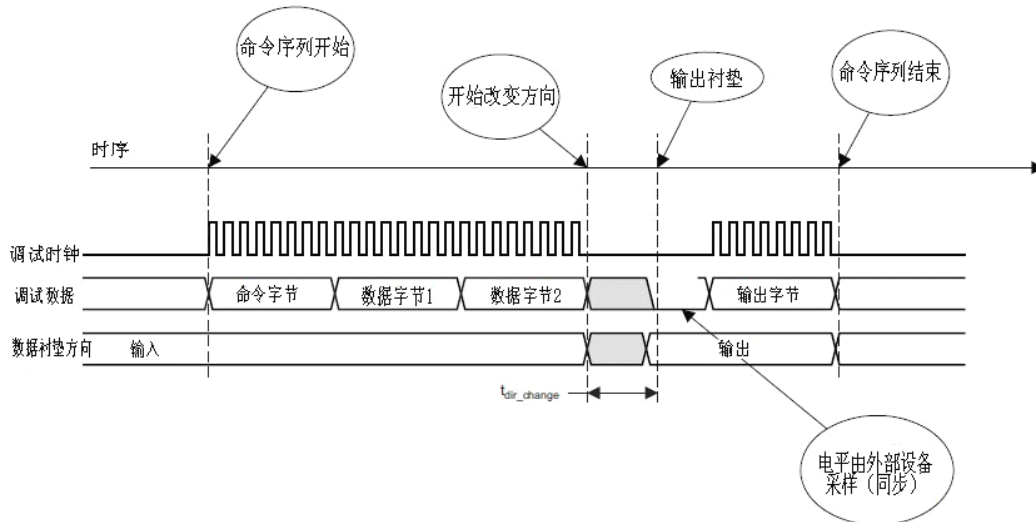 命令序列开始
开始改变方向
输出衬垫
命令序列结束
时序
调试时钟
调试数据
命令字节
数据字节1
数据字节2
输出字节
数据衬垫方向
输入
输出
tdir_change
电平由外部设备
采样（同步）